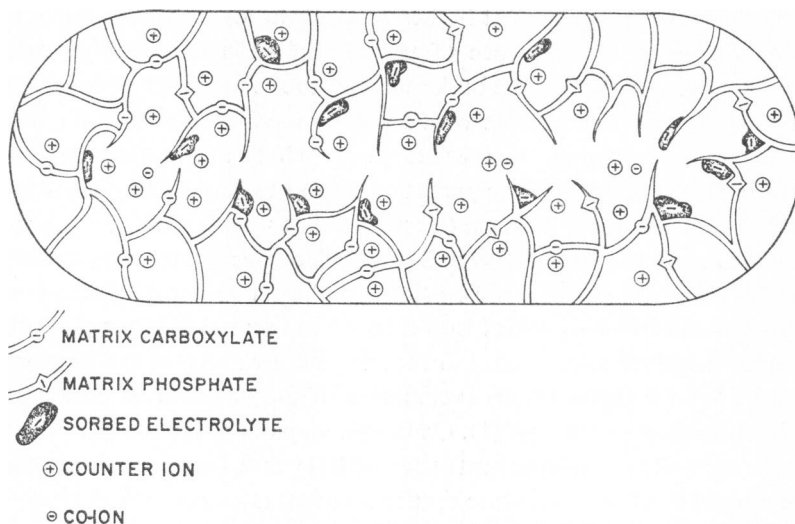 MATRIX CARBOXYLATE
MATRIX PHOSPHATE
SORBED ELECTROLYTE
COUNTER ION
CO-ION